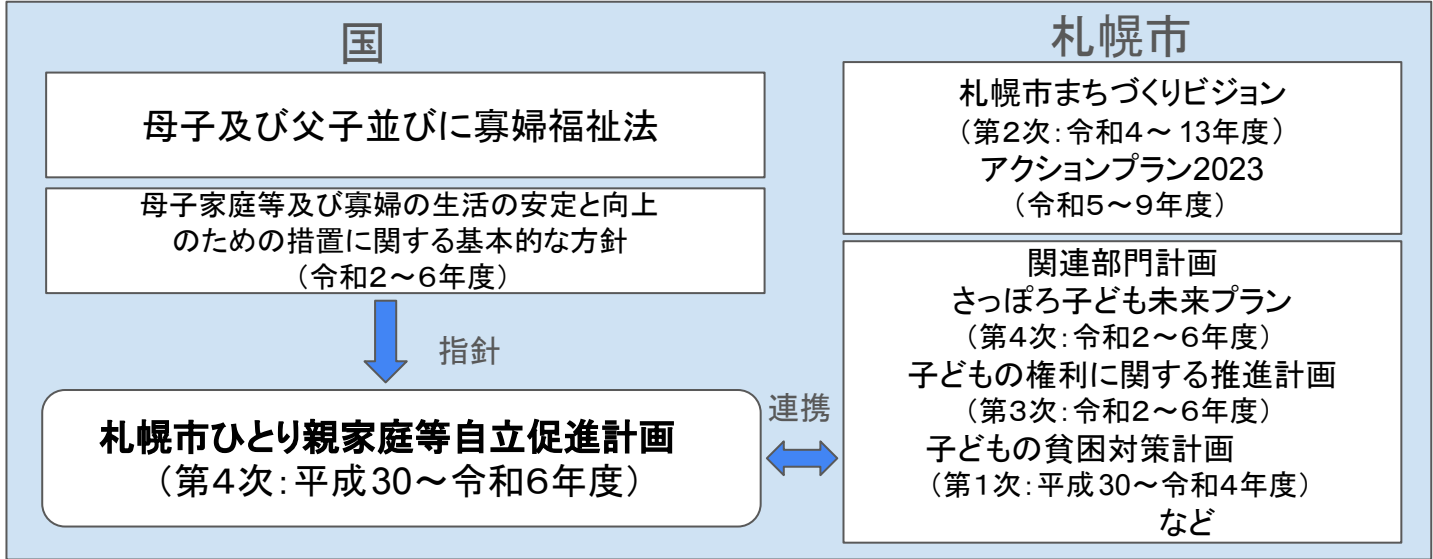 国
母子及び父子並びに寡婦福祉法
母子家庭等及び寡婦の生活の安定と向上
のための措置に関する基本的な方針
（令和２～６年度）
指針
札幌市ひとり親家庭等自立促進計画
（第４次：平成30～令和６年度）
連携
札幌市
札幌市まちづくりビジョン
（第２次：令和４～13年度）
アクションプラン2023
（令和５～９年度）
関連部門計画
さっぽろ子ども未来プラン
（第４次：令和２～６年度）
子どもの権利に関する推進計画
（第３次：令和２～６年度）
子どもの貧困対策計画
（第１次：平成30～令和４年度）
など